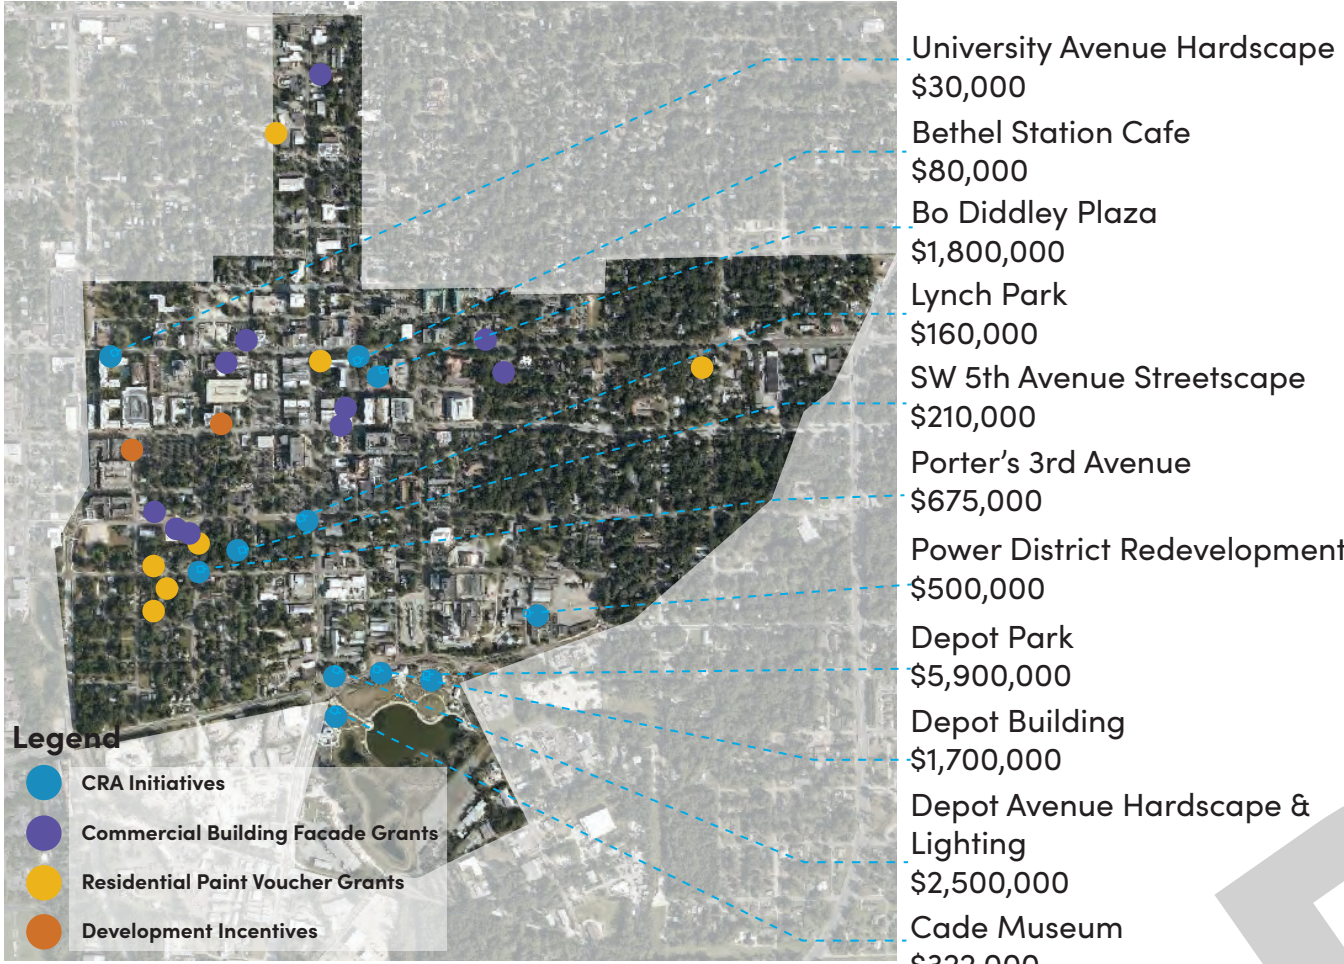 University Avenue Hardscape
$30,000
Bethel Station Cafe
$80,000
Bo Diddley Plaza
$1,800,000
Lynch Park
$160,000
SW 5th Avenue Streetscape
$210,000
Porter’s 3rd Avenue
$675,000
Power District Redevelopment
$500,000
Depot Park
$5,900,000
Depot Building
$1,700,000
Depot Avenue Hardscape &
Lighting
$2,500,000
Cade Museum
$322,000
Legend
CRA Initiatives
Commercial Building Facade Grants
Residential Paint Voucher Grants
Development Incentives